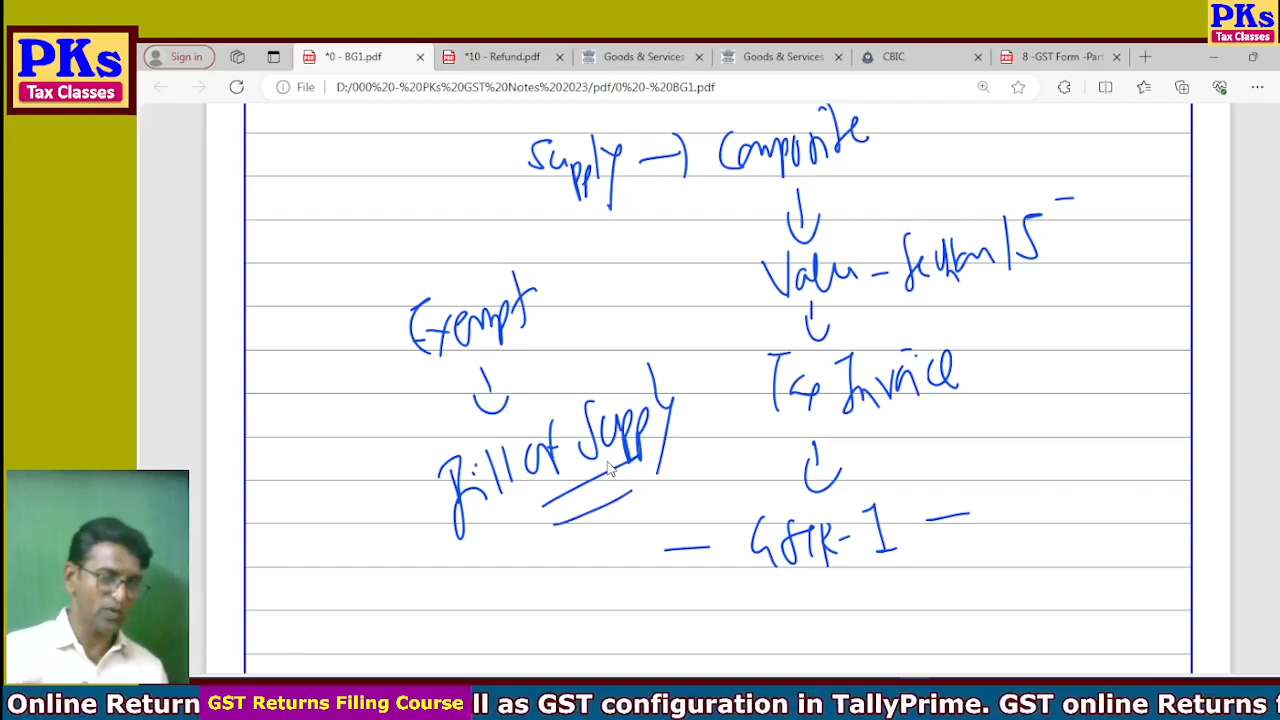 PKs
Tax Classes
PKs
Tax Classes
Sign in
*0 - BG1.pdf
*10 - Refund.pdf
Goods & Services
Goods & Services
CBIC
8 -GST Form -Part
File
D:/000%20-%20PKs%20GST%20Notes%202023/pdf/0%20-%20BG1.pdf
Supply → Composite
Value - Section 15
Exempt
Tax Invoice
Bill of Supply
GSTR-1
Online Return
GST Returns Filing Course
ll as GST configuration in TallyPrime. GST online Returns f